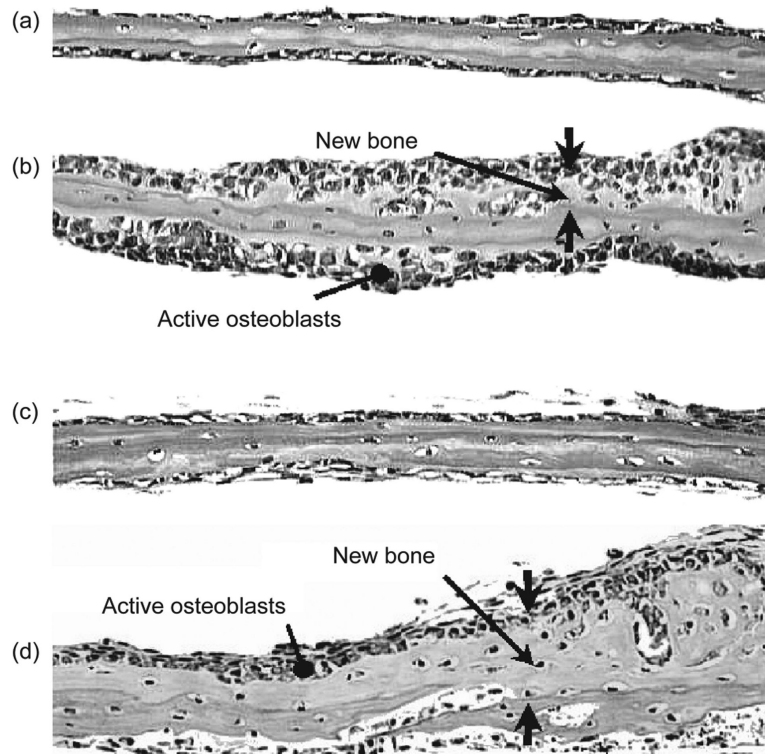 (a)
New bone
(b)
Active osteoblasts
(c)
New bone
Active osteoblasts
(d)